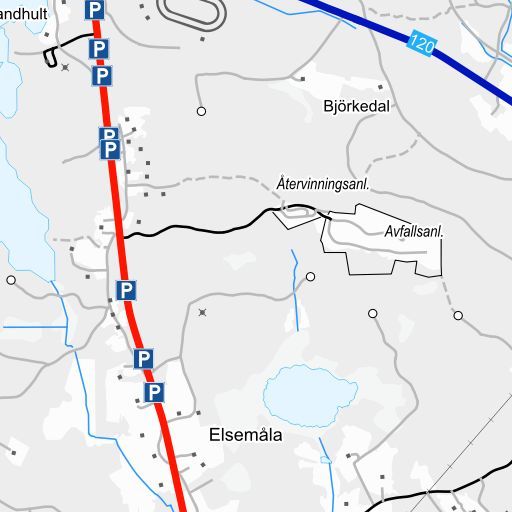 P
andhult
P
120
P
Björkedal
P
P
Återvinningsanl.
Avfallsanl.
P
P
P
Elsemåla